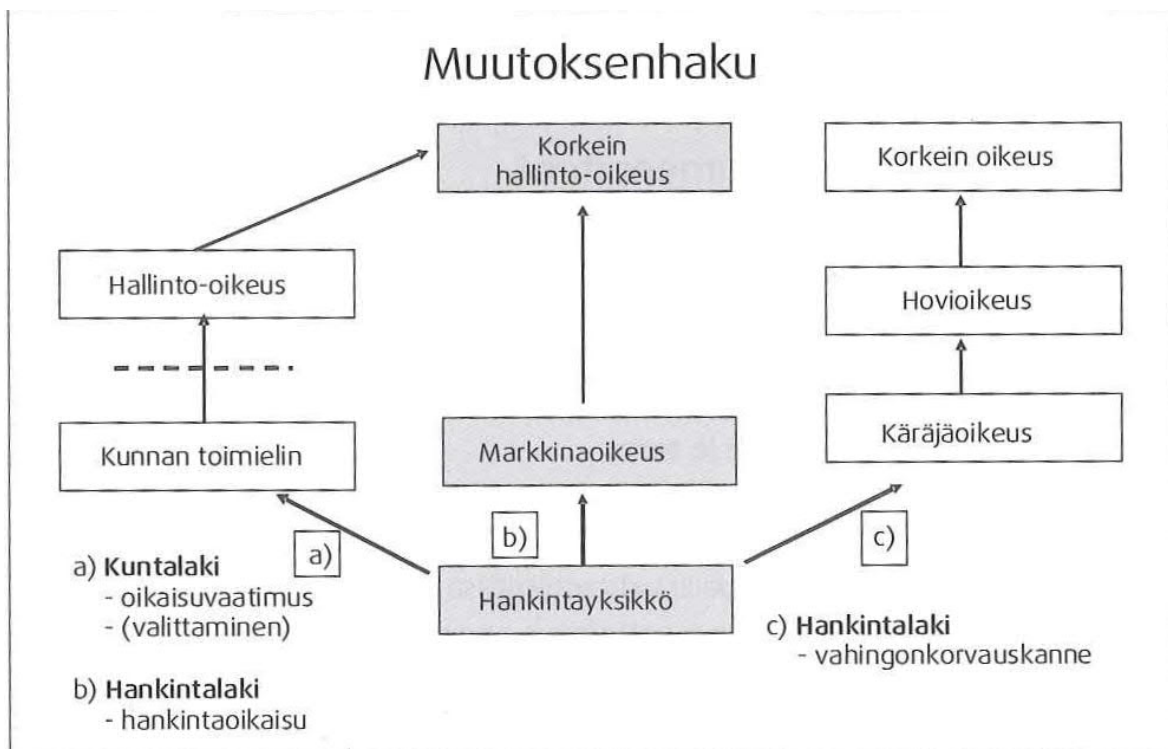 Muutoksenhaku
Korkein
hallinto-oikeus
Korkein oikeus
Hallinto-oikeus
Hovioikeus
Kunnan toimielin
Markkinaoikeus
Käräjäoikeus
a)
b)
c)
Hankintayksikkö
a) Kuntalaki
- oikaisuvaatimus
- (valittaminen)
b) Hankintalaki
- hankintaoikaisu
c) Hankintalaki
- vahingonkorvauskanne